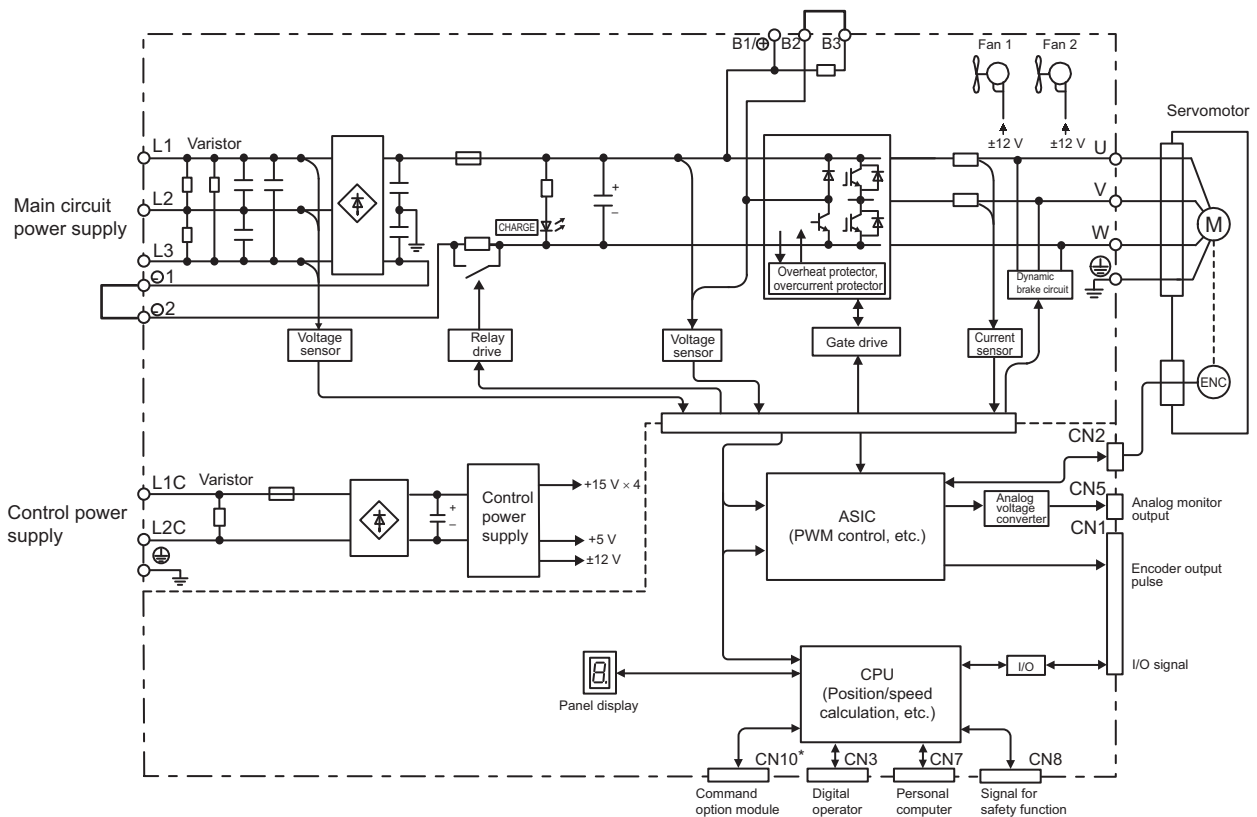 B1/⊕
B2
B3
Fan 1
Fan 2
±12 V
±12 V
Servomotor
Main circuit
power supply
L1
Varistor
L2
L3
⊖1
⊖2
CHARGE
+
–
Overheat protector,
overcurrent protector
U
V
W
M
Dynamic
brake circuit
Voltage
sensor
Relay
drive
Voltage
sensor
Gate drive
Current
sensor
ENC
Control power
supply
L1C
Varistor
L2C
+
–
Control
power
supply
+15 V × 4
+5 V
±12 V
ASIC
(PWM control, etc.)
Analog
voltage
converter
CN2
CN5
Analog monitor
output
CN1
Encoder output
pulse
I/O
I/O signal
8.
Panel display
CPU
(Position/speed
calculation, etc.)
CN10*
CN3
CN7
CN8
Command
option module
Digital
operator
Personal
computer
Signal for
safety function